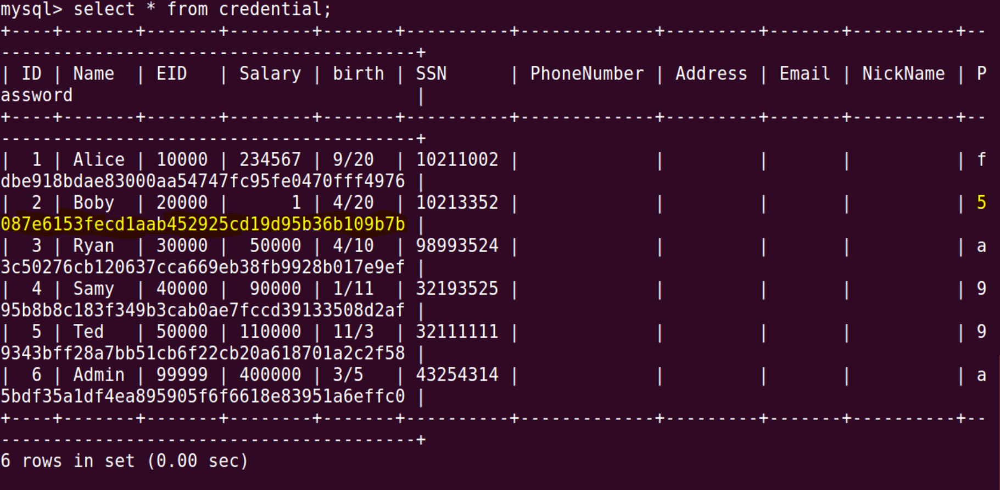 mysql> select * from credential;
+----+-------+-------+--------+-------+----------+-------------+---------+-------+----------+--
----------------------------------------+
| ID | Name  | EID   | Salary | birth | SSN      | PhoneNumber | Address | Email | NickName | P
assword                                 |
+----+-------+-------+--------+-------+----------+-------------+---------+-------+----------+--
----------------------------------------+
|  1 | Alice | 10000 | 234567 | 9/20  | 10211002 |             |         |       |          | f
dbe918bdae83000aa54747fc95fe0470fff4976 |
|  2 | Boby  | 20000 |      1 | 4/20  | 10213352 |             |         |       |          | 5
087e6153fecd1aab452925cd19d95b36b109b7b |
|  3 | Ryan  | 30000 |  50000 | 4/10  | 98993524 |             |         |       |          | a
3c50276cb120637cca669eb38fb9928b017e9ef |
|  4 | Samy  | 40000 |  90000 | 1/11  | 32193525 |             |         |       |          | 9
95b8b8c183f349b3cab0ae7fccd39133508d2af |
|  5 | Ted   | 50000 | 110000 | 11/3  | 32111111 |             |         |       |          | 9
9343bff28a7bb51cb6f22cb20a618701a2c2f58 |
|  6 | Admin | 99999 | 400000 | 3/5   | 43254314 |             |         |       |          | a
5bdf35a1df4ea895905f6f6618e83951a6effc0 |
+----+-------+-------+--------+-------+----------+-------------+---------+-------+----------+--
----------------------------------------+
6 rows in set (0.00 sec)